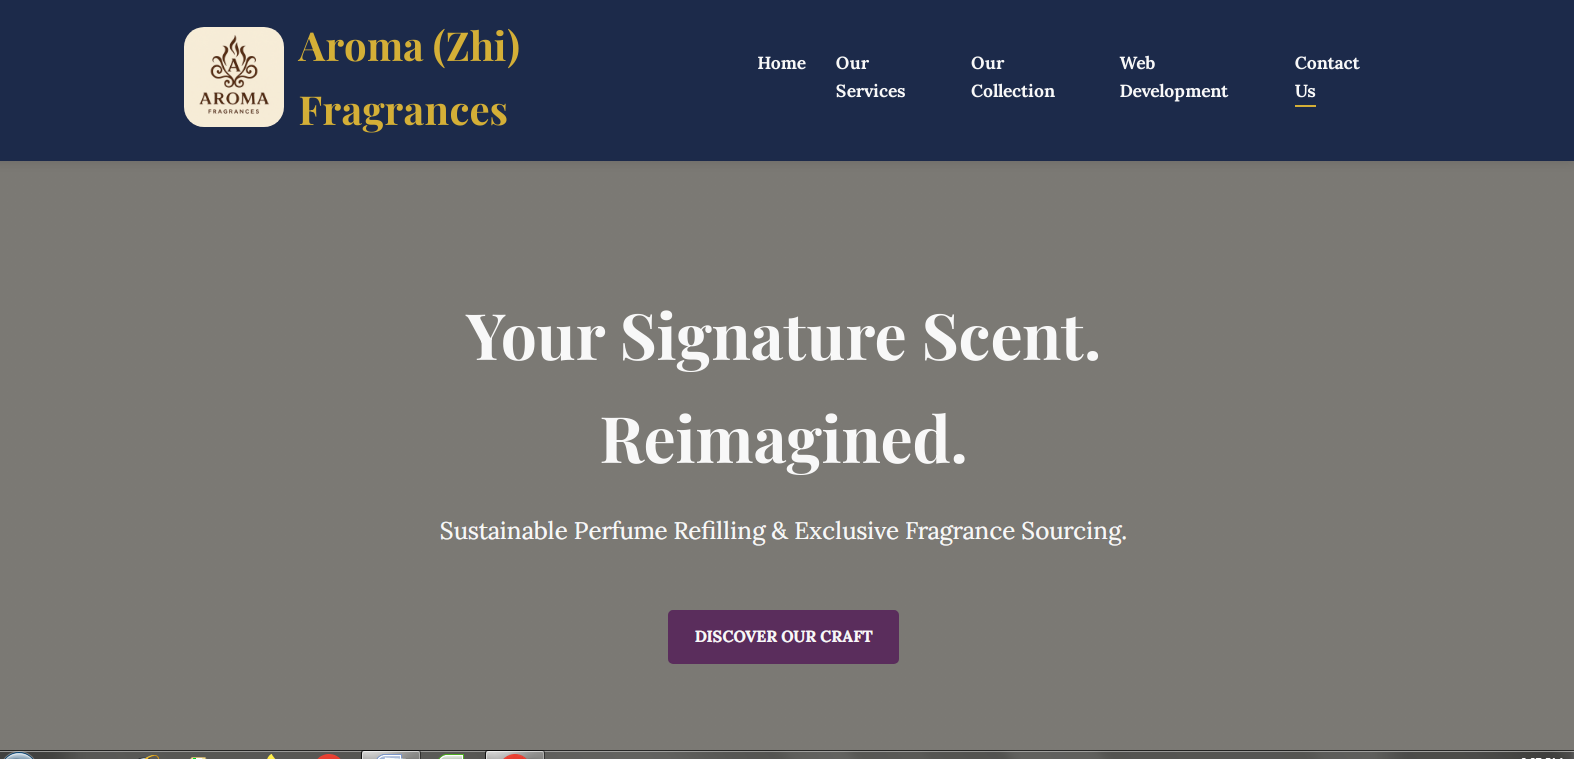 AROMA
FRAGRANCES
Aroma (Zhi)
Fragrances
Home
Our
Services
Our
Collection
Web
Development
Contact
Us
Your Signature Scent.
Reimagined.
Sustainable Perfume Refilling & Exclusive Fragrance Sourcing.
DISCOVER OUR CRAFT